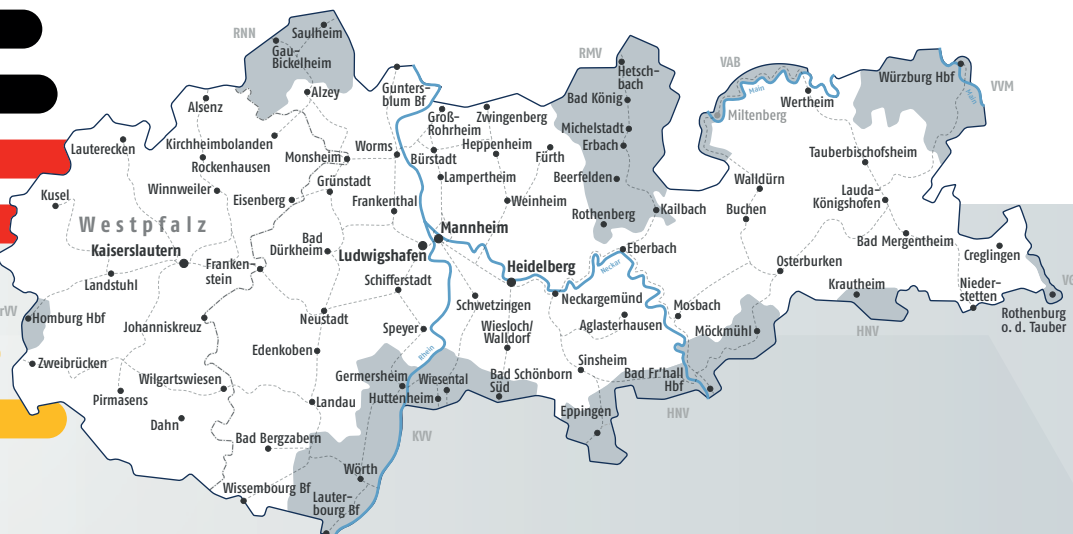 RNN
Saulheim
Gau-
Bickelheim
Alzey
Alsenz
Lauterecken
Kirchheimbolanden
Rockenhausen
Monsheim
Winnweiler
Eisenberg
Kusel
Westpfalz
Kaiserslautern
Landstuhl
Franken-
stein
Johanniskreuz
Homburg Hbf
Zweibrücken
Pirmasens
Wilgartswiesen
Dahn
Bad Bergzabern
Wissembourg Bf
Lauter-
bourg Bf
Wörth
Landau
Edenkoben
Neustadt
Bad
Dürkheim
Grünstadt
Frankenthal
Worms
Gunters-
blum Bf
Groß-
Rohrheim
Zwingenberg
Heppenheim
Bürstadt
Lampertheim
Fürth
Weinheim
Mannheim
Ludwigshafen
Schifferstadt
Speyer
Rhein
Germersheim
Huttenheim
Wiesental
KVV
Heidelberg
Schwetzingen
Wiesloch/
Walldorf
Bad Schönborn
Süd
Neckargemünd
Neckar
Aglasterhausen
Sinsheim
Eppingen
Bad Fr'hall
Hbf
HNV
Mosbach
Möckmühl
Eberbach
RMV
Hetsch-
bach
Bad König
Michelstadt
Erbach
Beerfelden
Rothenberg
Kailbach
VAB
Main
Miltenberg
Wertheim
Würzburg Hbf
Main
VVM
Tauberbischofsheim
Walldürn
Buchen
Lauda-
Königshofen
Bad Mergentheim
Osterburken
Krautheim
HNV
Creglingen
Nieder-
stetten
Rothenburg
o. d. Tauber